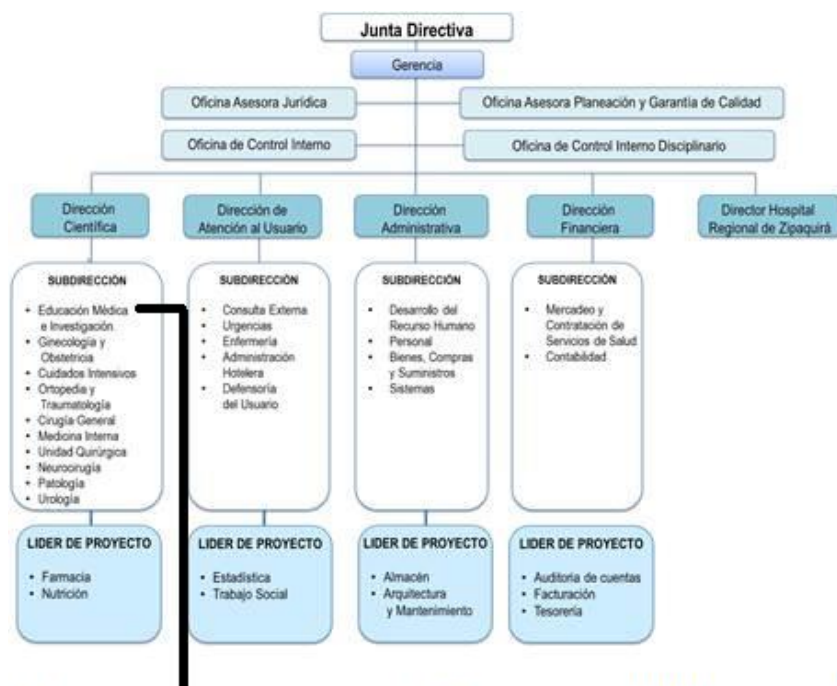 Junta Directiva
Gerencia
Oficina Asesora Jurídica
Oficina Asesora Planeación y Garantía de Calidad
Oficina de Control Interno
Oficina de Control Interno Disciplinario
Dirección
Científica
Dirección de
Atención al Usuario
Dirección
Administrativa
Dirección
Financiera
Director Hospital
Regional de Zipaquirá
SUBDIRECCIÓN
Educación Médica
e Investigación
Ginecología y
Obstetricia
Cuidados Intensivos
Ortopedia y
Traumatología
Cirugía General
Medicina Interna
Unidad Quirúrgica
Neurocirugía
Patología
Urología
SUBDIRECCIÓN
Consulta Externa
Urgencias
Enfermería
Administración
Hotelera
Defensoría
del Usuario
SUBDIRECCIÓN
Desarrollo del
Recurso Humano
Personal
Bienes, Compras
y Suministros
Sistemas
SUBDIRECCIÓN
Mercadeo y
Contratación de
Servicios de Salud
Contabilidad
LIDER DE PROYECTO
Farmacia
Nutrición
LIDER DE PROYECTO
Estadística
Trabajo Social
LIDER DE PROYECTO
Almacén
Arquitectura
y Mantenimiento
LIDER DE PROYECTO
Auditoria de cuentas
Facturación
Tesorería